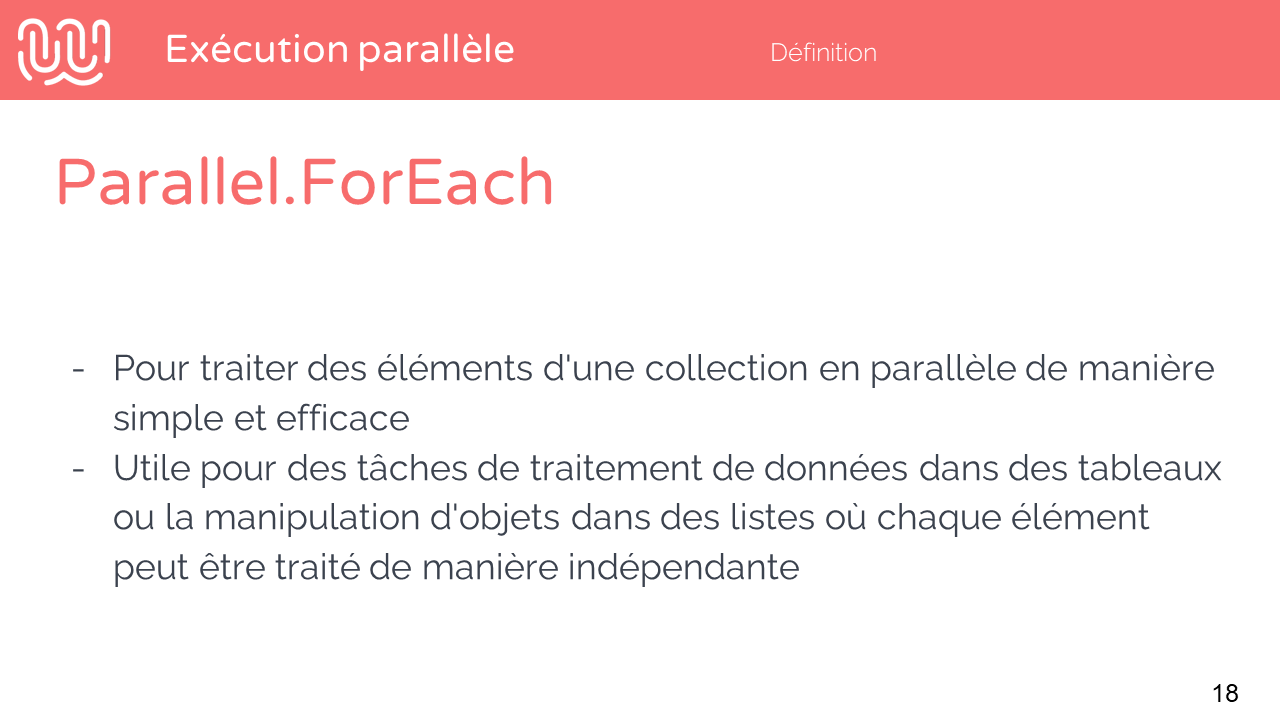 Exécution parallèle
Définition
Parallel.ForEach
- Pour traiter des éléments d'une collection en parallèle de manière
simple et efficace
- Utile pour des tâches de traitement de données dans des tableaux
ou la manipulation d'objets dans des listes où chaque élément
peut être traité de manière indépendante
18